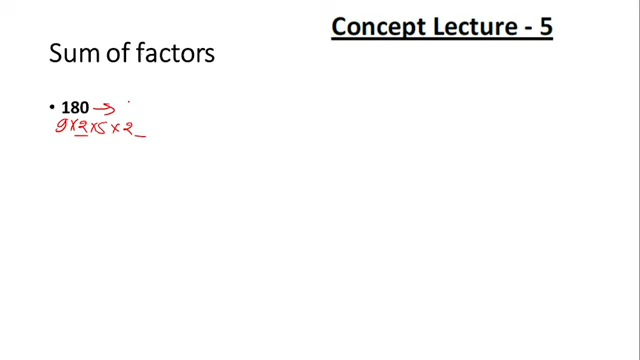 Concept Lecture - 5
Sum of factors
• 180 →
9×2×5×2